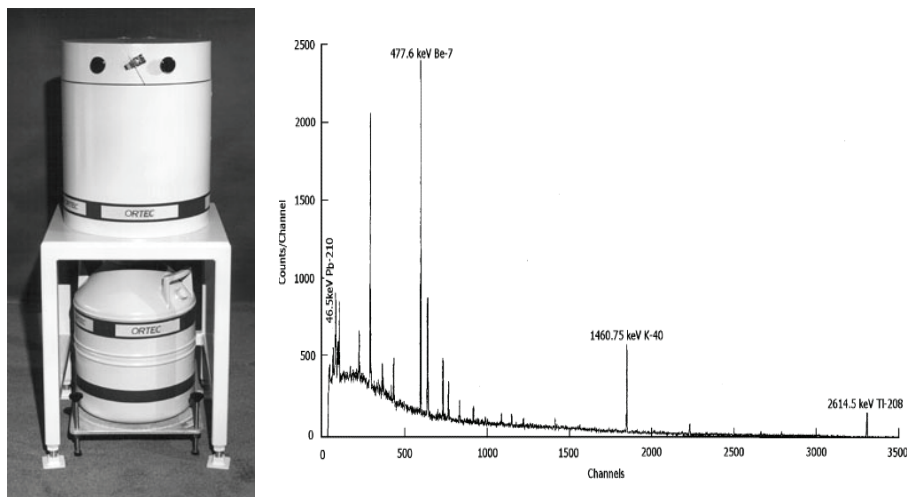 ORTEC
ORTEC
2500
2000
1500
1000
500
0
Counts/Channel
46.5keV Pb-210
477.6 keV Be-7
1460.75 keV K-40
2614.5 keV Tl-208
0 500 1000 1500 2000 2500 3000 3500
Channels